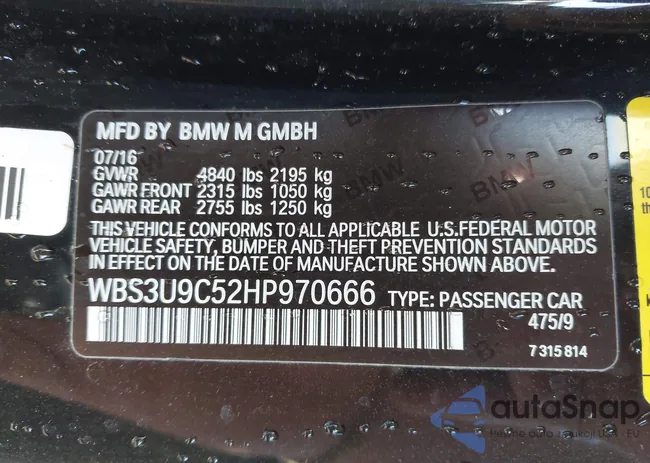 MFD BY BMW M GMBH
07/16
GVWR 4840 lbs 2195 kg
GAWR FRONT 2315 lbs 1050 kg
GAWR REAR 2755 lbs 1250 kg
THIS VEHICLE CONFORMS TO ALL APPLICABLE U.S.FEDERAL MOTOR
VEHICLE SAFETY, BUMPER AND THEFT PREVENTION STANDARDS
IN EFFECT ON THE DATE OF MANUFACTURE SHOWN ABOVE.
WBS3U9C52HP970666 TYPE: PASSENGER CAR
475/9
7 315 814
autoSnap